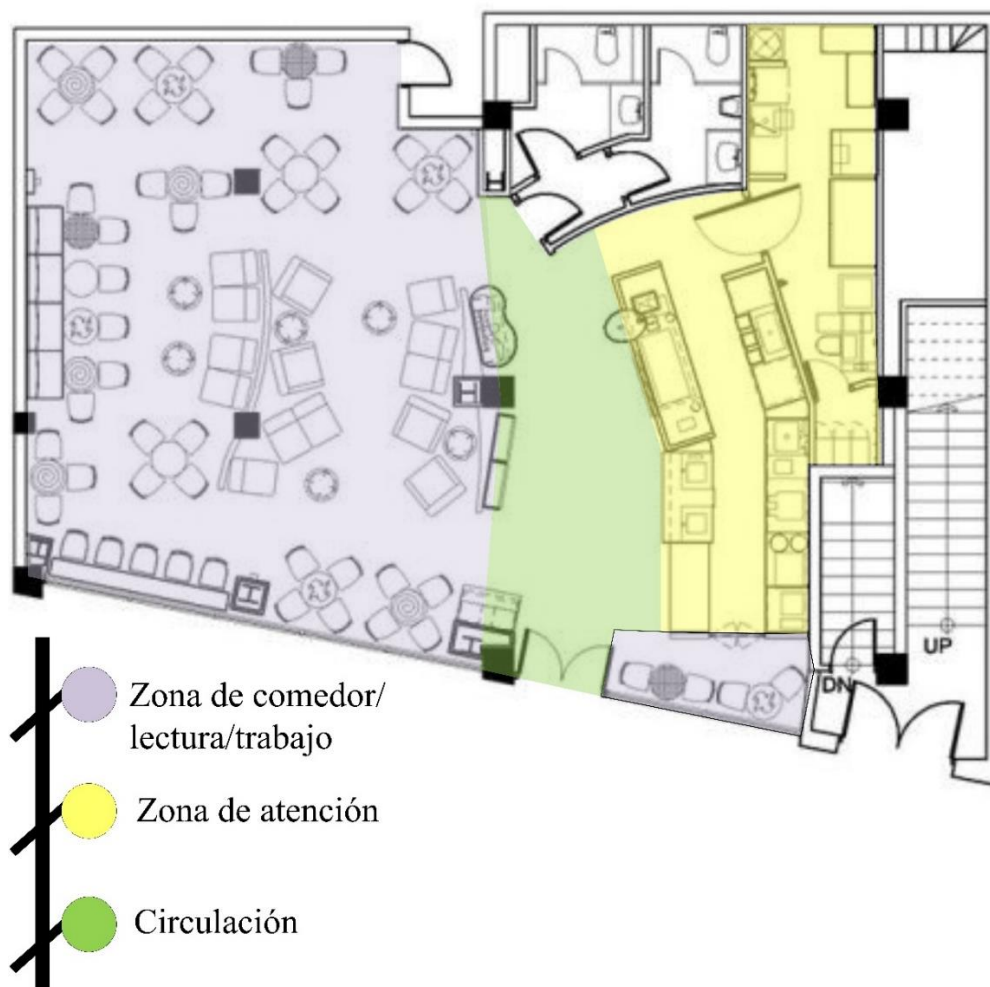 UP
DN
Zona de comedor/
lectura/trabajo
Zona de atención
Circulación